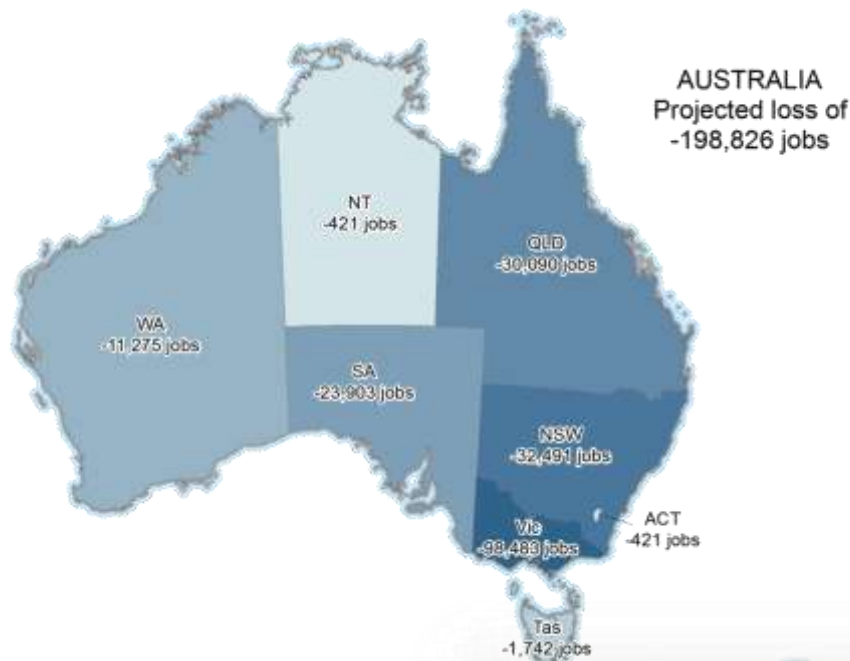 AUSTRALIA
Projected loss of
-198,826 jobs
NT
-421 jobs
QLD
-30,090 jobs
WA
-11,275 jobs
SA
-23,903 jobs
NSW
-32,491 jobs
ACT
-421 jobs
Vic
-98,483 jobs
Tas
-1,742 jobs